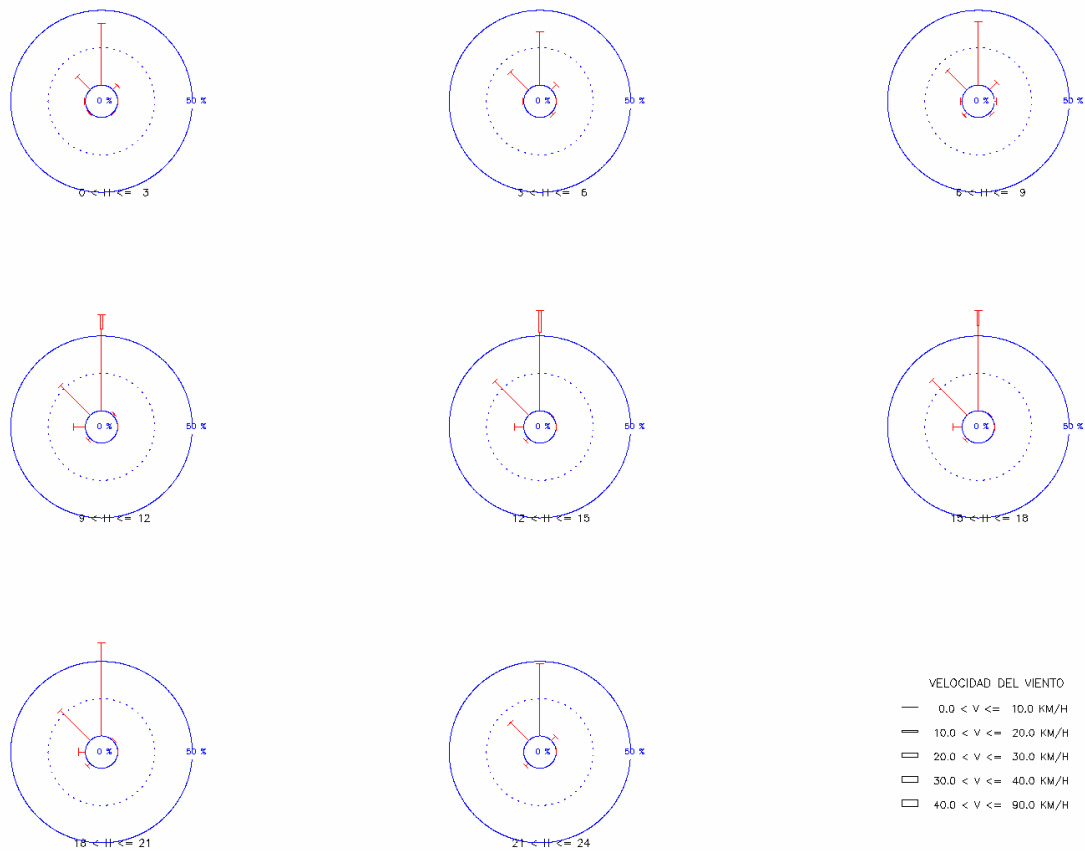 0 % 50 %
0 % 50 %
0 % 50 %
0 < H <= 3
3 < H <= 6
6 < H <= 9
0 % 50 %
0 % 50 %
0 % 50 %
9 < H <= 12
12 < H <= 15
15 < H <= 18
0 % 50 %
0 % 50 %
18 < H <= 21
21 < H <= 24
VELOCIDAD DEL VIENTO
0.0 < V <= 10.0 KM/H
10.0 < V <= 20.0 KM/H
20.0 < V <= 30.0 KM/H
30.0 < V <= 40.0 KM/H
40.0 < V <= 90.0 KM/H